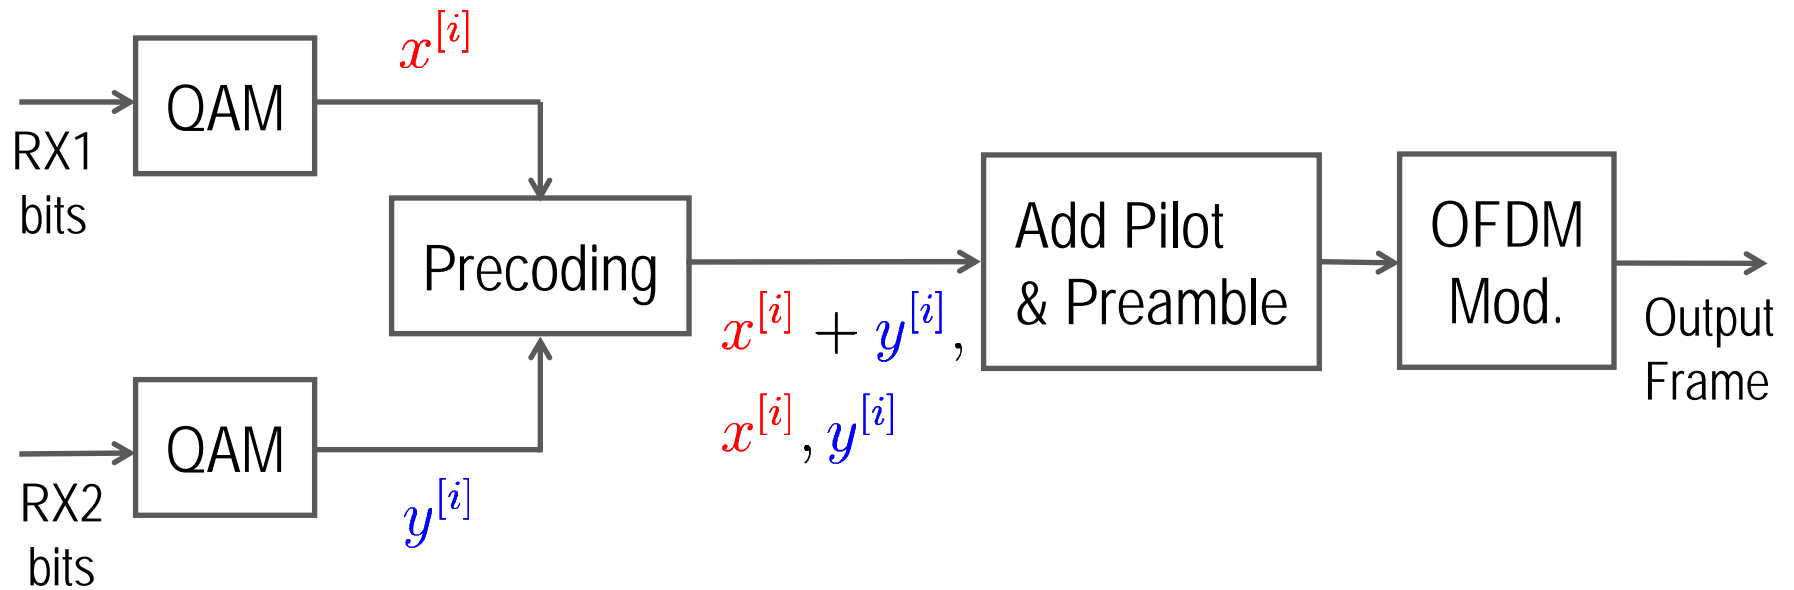 x^{[i]}
QAM
RX1
bits
Precoding
x^{[i]} + y^{[i]},
x^{[i]}, y^{[i]}
Add Pilot
& Preamble
OFDM
Mod.
Output
Frame
QAM
RX2
bits
y^{[i]}